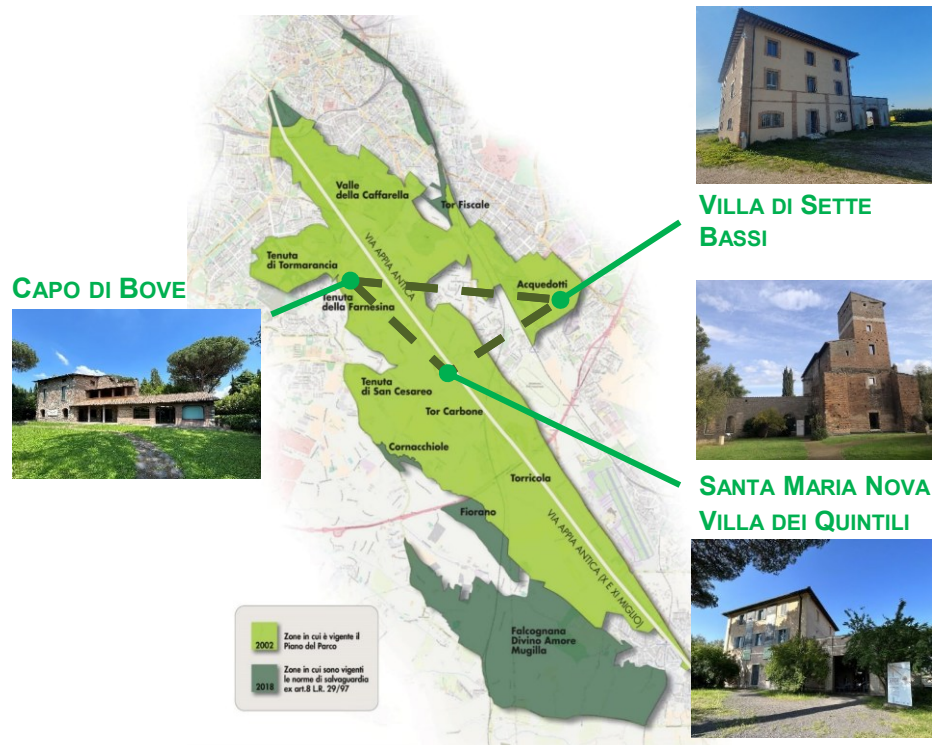 VILLA DI SETTE
BASSI
Valle
della Caffarella
Tor Fiscale
VIA APPIA ANTICA
Tenuta
di Tormarancia
Acquedotti
CAPO DI BOVE
Tenuta
della Farnesina
Tenuta
di San Cesareo
Tor Carbone
Cornacchiole
Torricola
SANTA MARIA NOVA
VILLA DEI QUINTILI
Fiorano
VIA APPIA ANTICA (X E XI MIGLIO)
Falcognana
Divino Amore
Mugilla
2002
Zone in cui è vigente il
Piano del Parco
2018
Zone in cui sono vigenti
le norme di salvaguardia
ex art.8 L.R. 29/97